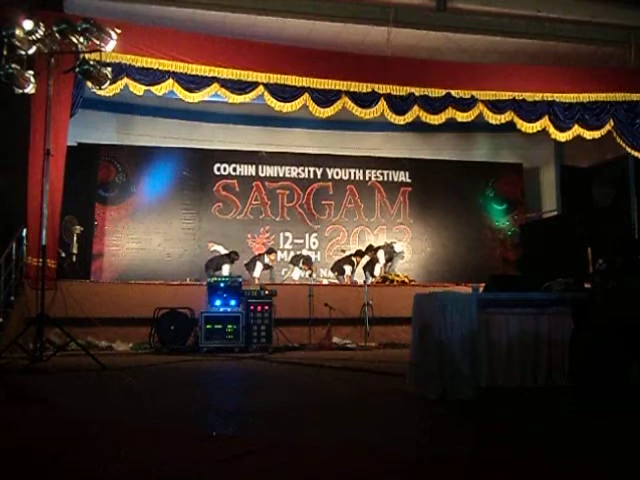 COCHIN UNIVERSITY YOUTH FESTIVAL
SARGAM
12-16
MARCH
2013